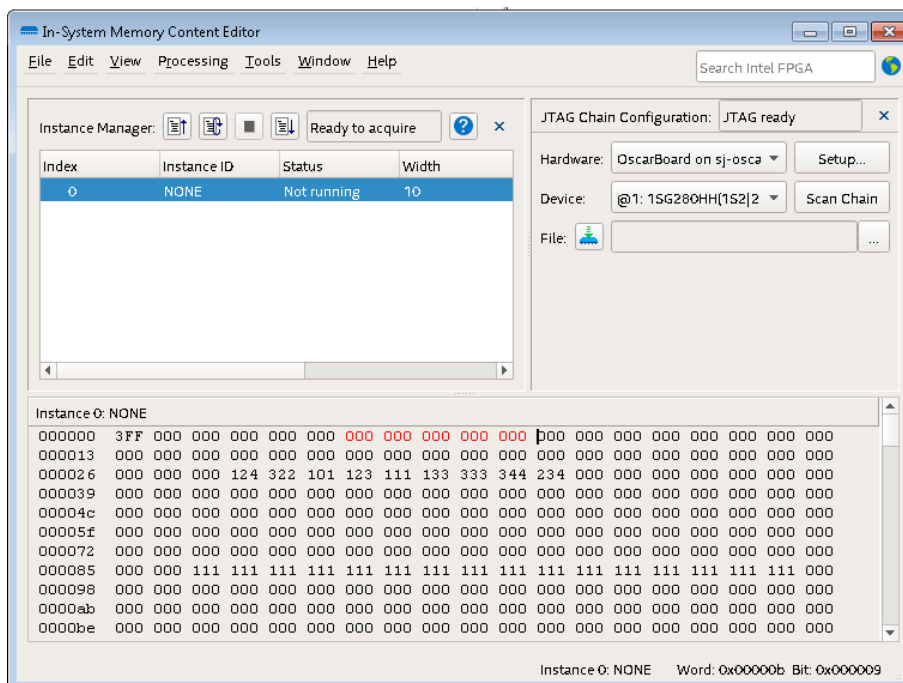 In-System Memory Content Editor
File Edit View Processing Tools Window Help
Search Intel FPGA
Instance Manager: Ready to acquire
Index Instance ID Status Width
0 NONE Not running 10
JTAG Chain Configuration: JTAG ready
Hardware: OscarBoard on sj-osca Setup...
Device: @1: 1SG280HH(1S2|2 Scan Chain
File: ...
Instance 0: NONE
000000 3FF 000 000 000 000 000 000 000 000 000 000 000 000 000 000 000 000 000 000
000013 000 000 000 000 000 000 000 000 000 000 000 000 000 000 000 000 000 000 000
000026 000 000 000 124 322 101 123 111 133 333 344 234 000 000 000 000 000 000 000
000039 000 000 000 000 000 000 000 000 000 000 000 000 000 000 000 000 000 000 000
00004c 000 000 000 000 000 000 000 000 000 000 000 000 000 000 000 000 000 000 000
00005f 000 000 000 000 000 000 000 000 000 000 000 000 000 000 000 000 000 000 000
000072 000 000 000 000 000 000 000 000 000 000 000 000 000 000 000 000 000 000 000
000085 000 000 111 111 111 111 111 111 111 111 111 111 111 111 111 111 111 111 000
000098 000 000 000 000 000 000 000 000 000 000 000 000 000 000 000 000 000 000 000
0000ab 000 000 000 000 000 000 000 000 000 000 000 000 000 000 000 000 000 000 000
0000be 000 000 000 000 000 000 000 000 000 000 000 000 000 000 000 000 000 000 000
Instance 0: NONE Word: 0x00000b Bit: 0x000009